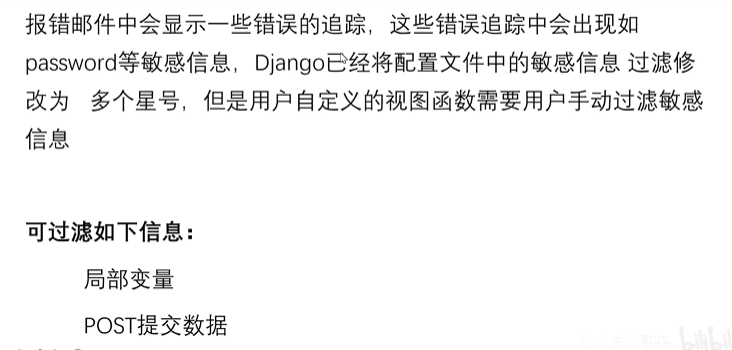 报错邮件中会显示一些错误的追踪，这些错误追踪中会出现如
password等敏感信息，Django已经将配置文件中的敏感信息 过滤修
改为 多个星号，但是用户自定义的视图函数需要用户手动过滤敏感
信息
可过滤如下信息：
局部变量
POST提交数据
bilibili